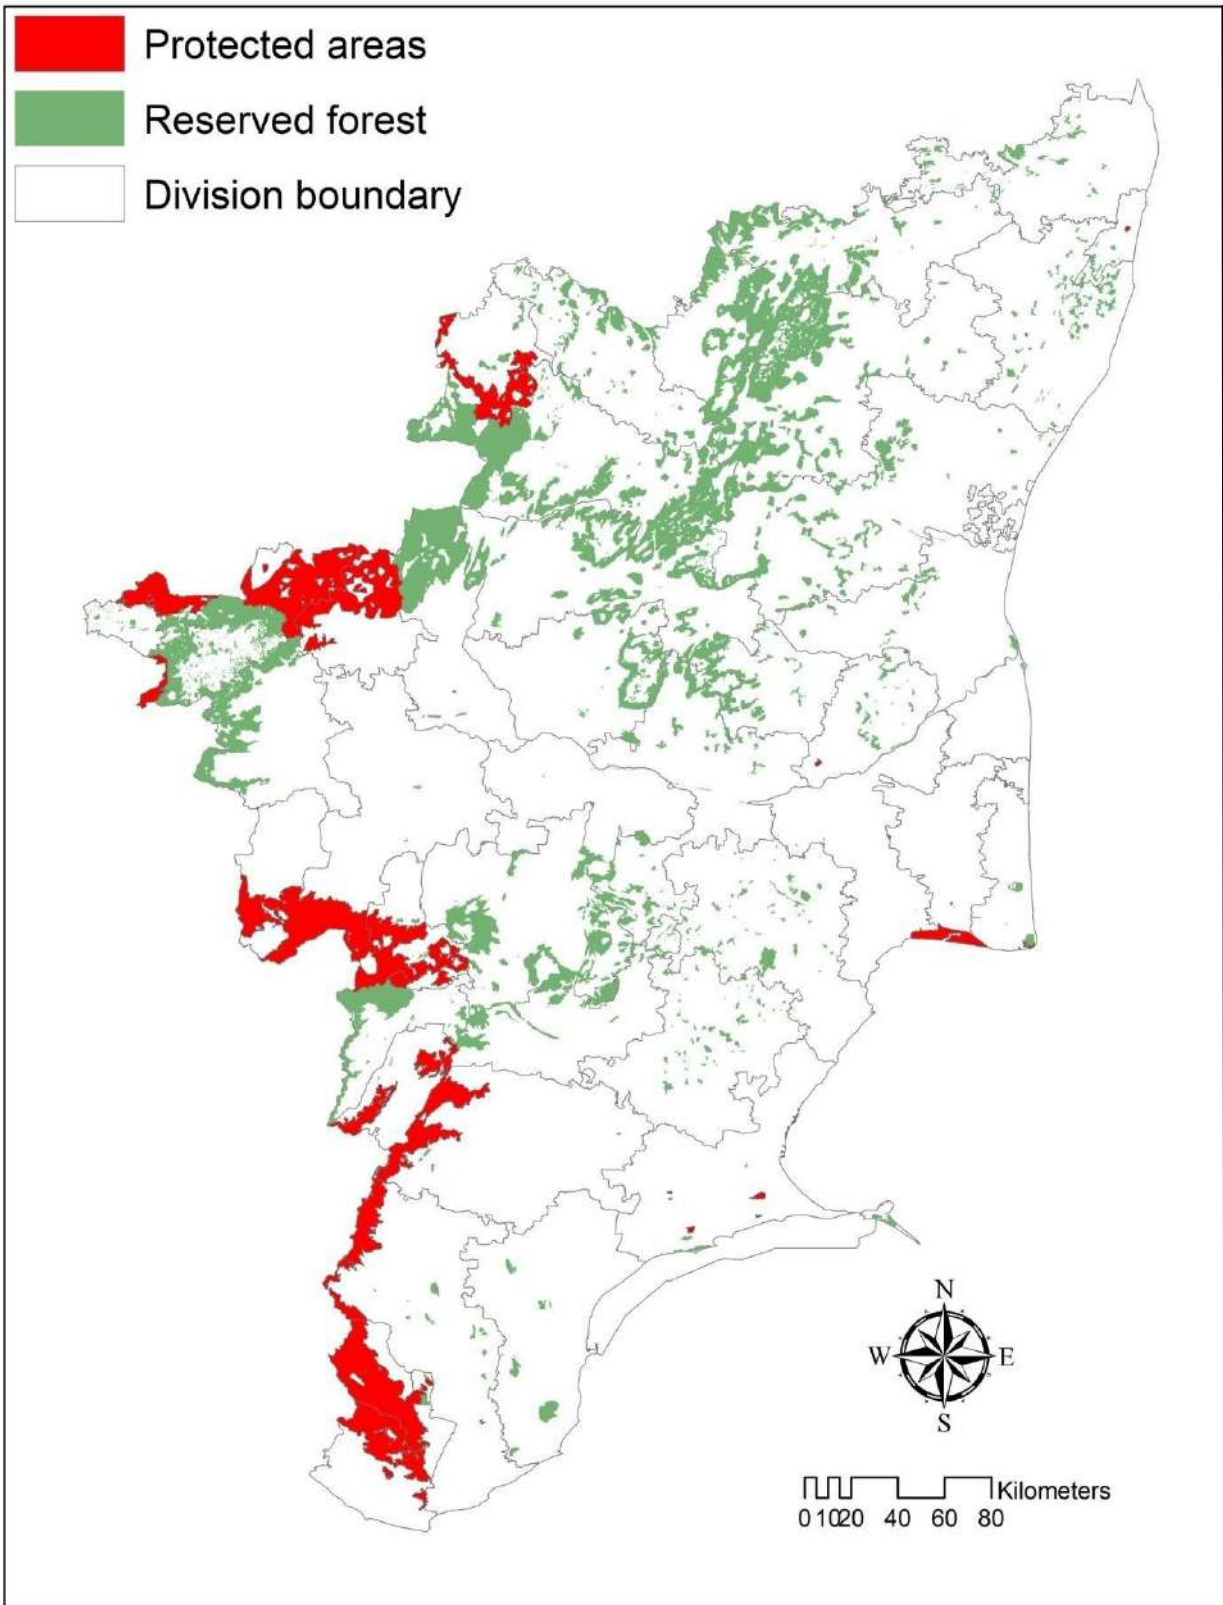 Protected areas
Reserved forest
Division boundary
N
W E
S
Kilometers
0 10 20 40 60 80